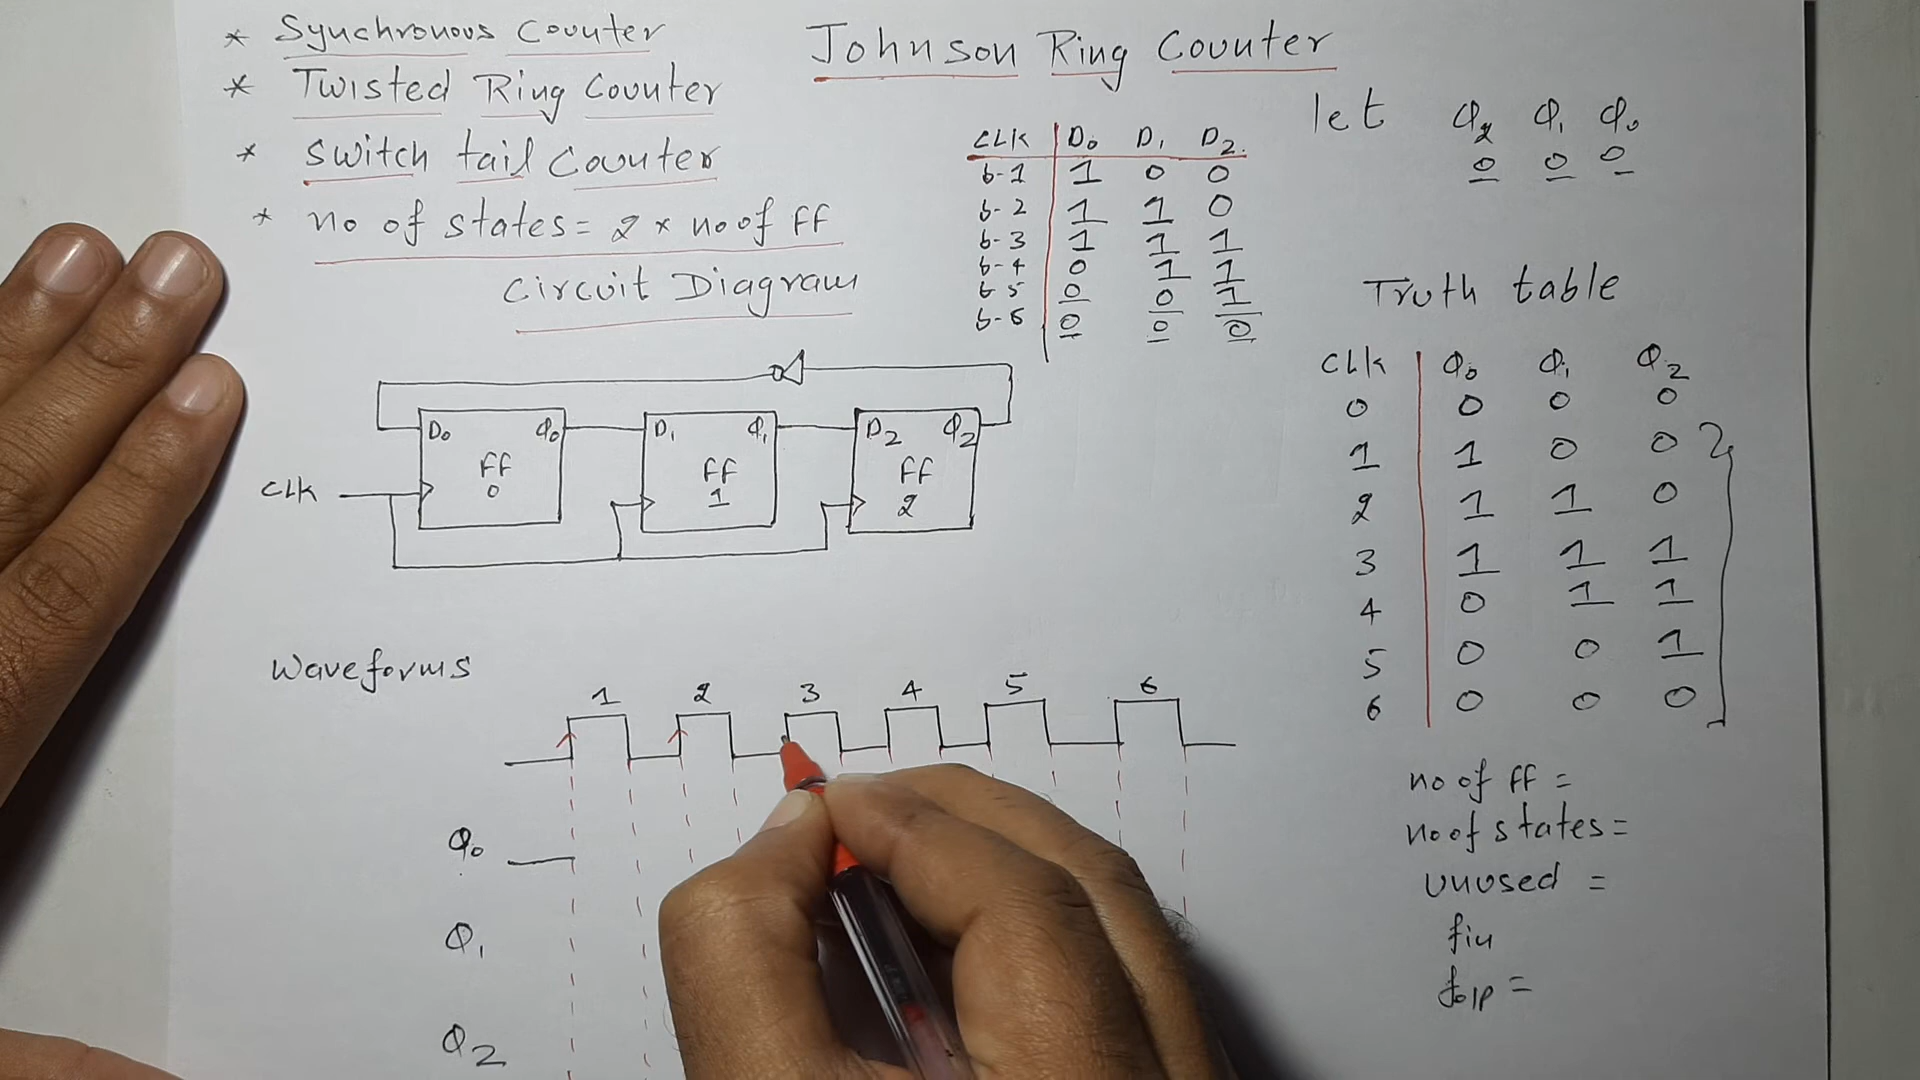 * Synchronous Counter
* Twisted Ring Counter
* Switch tail Counter
* no of states = 2 * no of ff
Johnson Ring Counter
CLK D0 D1 D2
b-1 1 0 0
b-2 1 1 0
b-3 1 1 1
b-4 0 1 1
b-5 0 0 1
b-6 0 0 0
let Q2 Q1 Q0
0 0 0
Circuit Diagram
D0 Q0 D1 Q1 D2 Q2
FF FF FF
0 1 2
CLK
Truth table
CLK Q0 Q1 Q2
0 0 0 0
1 1 0 0
2 1 1 0
3 1 1 1
4 0 1 1
5 0 0 1
6 0 0 0
Waveforms
1 2 3 4 5 6
Q0
Q1
Q2
no of ff =
no of states =
unused =
fin
fo/p =